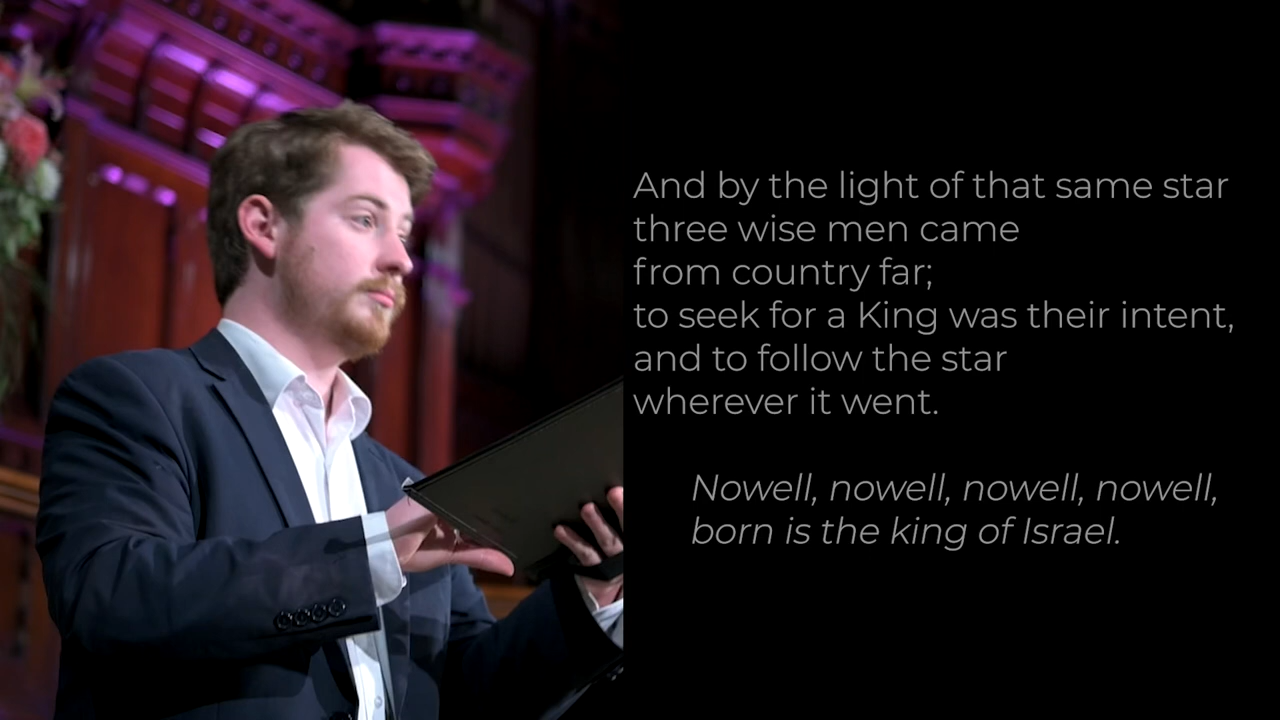 And by the light of that same star
three wise men came
from country far;
to seek for a King was their intent,
and to follow the star
wherever it went.
Nowell, nowell, nowell, nowell,
born is the king of Israel.